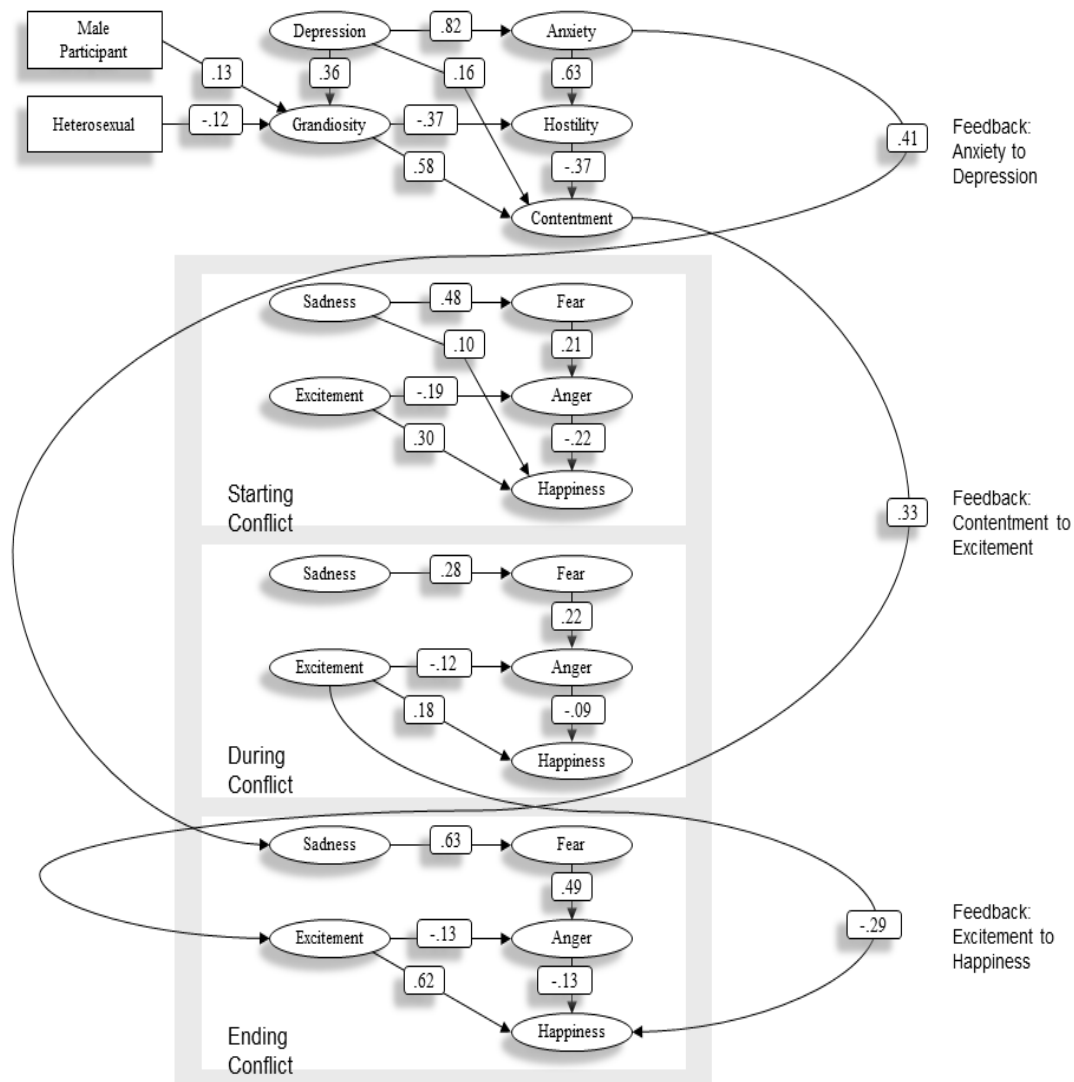 Male
Participant
Depression
.82
Anxiety
.13
.36
.16
.63
Heterosexual
-.12
Grandiosity
-.37
Hostility
.41
Feedback:
Anxiety to
Depression
.58
-.37
Contentment
Sadness
.48
Fear
.10
.21
Excitement
-.19
Anger
.30
-.22
Happiness
Starting
Conflict
.33
Feedback:
Contentment to
Excitement
Sadness
.28
Fear
.22
Excitement
-.12
Anger
.18
-.09
Happiness
During
Conflict
Sadness
.63
Fear
.49
Excitement
-.13
Anger
-.29
Feedback:
Excitement to
Happiness
.62
-.13
Happiness
Ending
Conflict